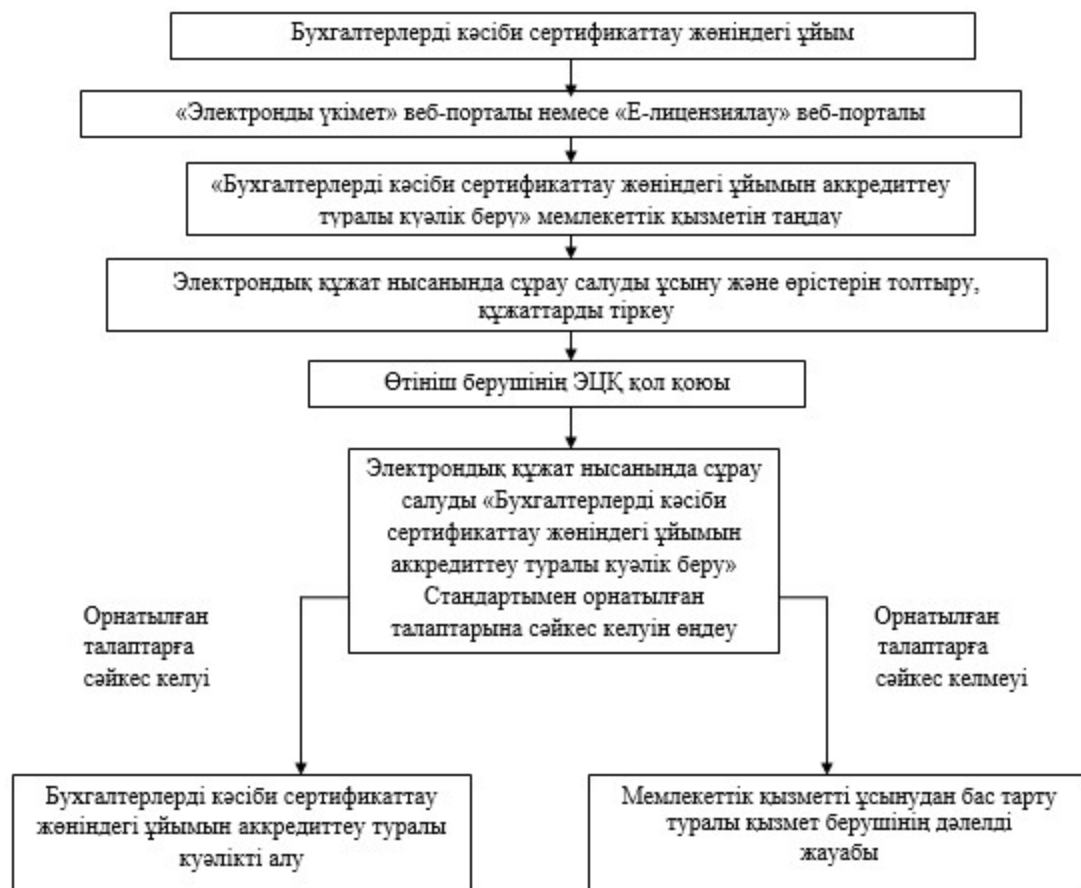 Бухгалтерлерді кәсіби сертификаттау жөніндегі ұйым
«Электронды үкімет» веб-порталы немесе «Е-лицензиялау» веб-порталы
«Бухгалтерлерді кәсіби сертификаттау жөніндегі ұйымын аккредиттеу
туралы куәлік беру» мемлекеттік қызметін таңдау
Электрондық құжат нысанында сұрау салуды ұсыну және өрістерін толтыру,
құжаттарды тіркеу
Өтініш берушінің ЭЦҚ қол қоюы
Электрондық құжат нысанында сұрау
салуды «Бухгалтерлерді кәсіби
сертификаттау жөніндегі ұйымын
аккредиттеу туралы куәлік беру»
Стандартымен орнатылған
талаптарына сәйкес келуін өңдеу
Орнатылған
талаптарға
сәйкес келуі
Орнатылған
талаптарға
сәйкес келмеуі
Бухгалтерлерді кәсіби сертификаттау
жөніндегі ұйымын аккредиттеу туралы
куәлікті алу
Мемлекеттік қызметті ұсынудан бас тарту
туралы қызмет берушінің дәлелді
жауабы